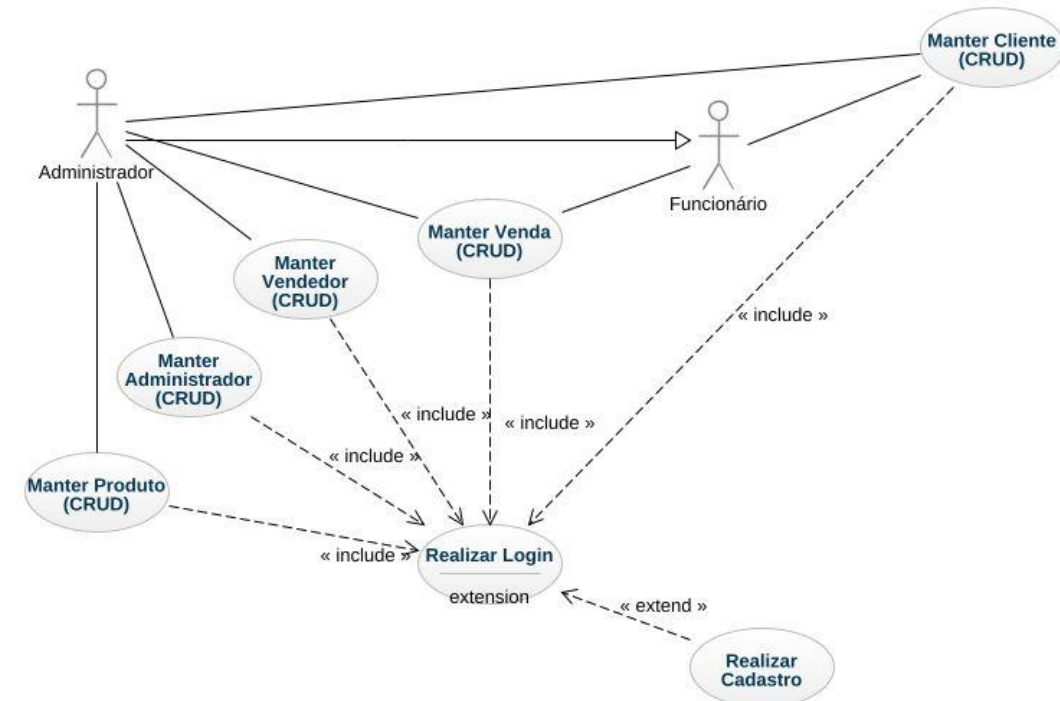 Manter Cliente
(CRUD)
Administrador
Funcionário
Manter Venda
(CRUD)
Manter
Vendedor
(CRUD)
« include »
Manter
Administrador
(CRUD)
« include »
« include »
« include »
Manter Produto
(CRUD)
« include »
Realizar Login
extension
« extend »
Realizar
Cadastro